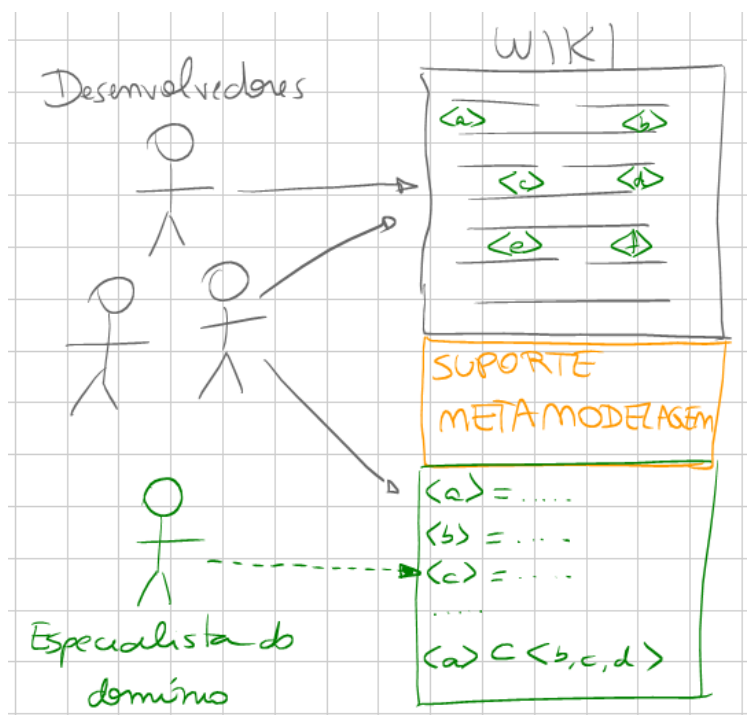 WIKI
Desenvolvedores
<a> <b>
<c> <d>
<e> <f>
SUPORTE
METAMODELAGEM
<a> = .....
<b> = ....
<c> = .....
.....
<a> C <b,c,d>
Especialista do
domínio